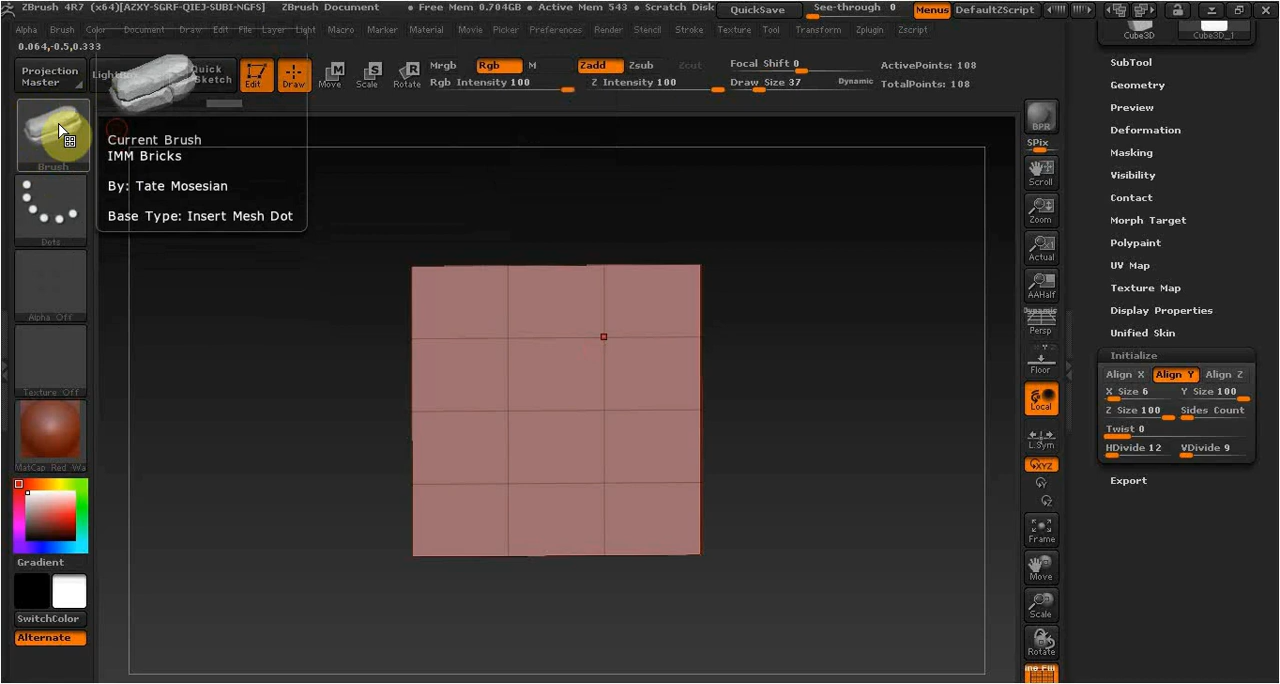 ZBrush 4R7 (x64)[AZXY-SGRF-QIEJ-SUBI-NGFS] ZBrush Document • Free Mem 0.704GB • Active Mem 543 • Scratch Disk QuickSave See-through 0 Menus DefaultZScript
Alpha Brush Color Document Draw Edit File Layer Light Macro Marker Material Movie Picker Preferences Render Stencil Stroke Texture Tool Transform Zplugin Zscript
0.064,-0.5,0.333
Projection
Master
Quick
Sketch
Edit
Draw
Move
Scale
Rotate
Mrgb Rgb M
Rgb Intensity 100
Zadd Zsub Zcut
Z Intensity 100
Focal Shift 0
Draw Size 37 Dynamic
ActivePoints: 108
TotalPoints: 108
Current Brush
IMM Bricks
By: Tate Mosesian
Base Type: Insert Mesh Dot
Brush
Dots
Alpha Off
Texture Off
MatCap Red Wa
Gradient
SwitchColor
Alternate
BPR
SPix
Scroll
Zoom
Actual
AAHalf
Dynamic
Persp
Floor
Local
L.Sym
XYZ
Frame
Move
Scale
Rotate
Cube3D Cube3D_1
SubTool
Geometry
Preview
Deformation
Masking
Visibility
Contact
Morph Target
Polypaint
UV Map
Texture Map
Display Properties
Unified Skin
Initialize
Align X Align Y Align Z
X Size 6 Y Size 100
Z Size 100 Sides Count
Twist 0
HDivide 12 VDivide 9
Export